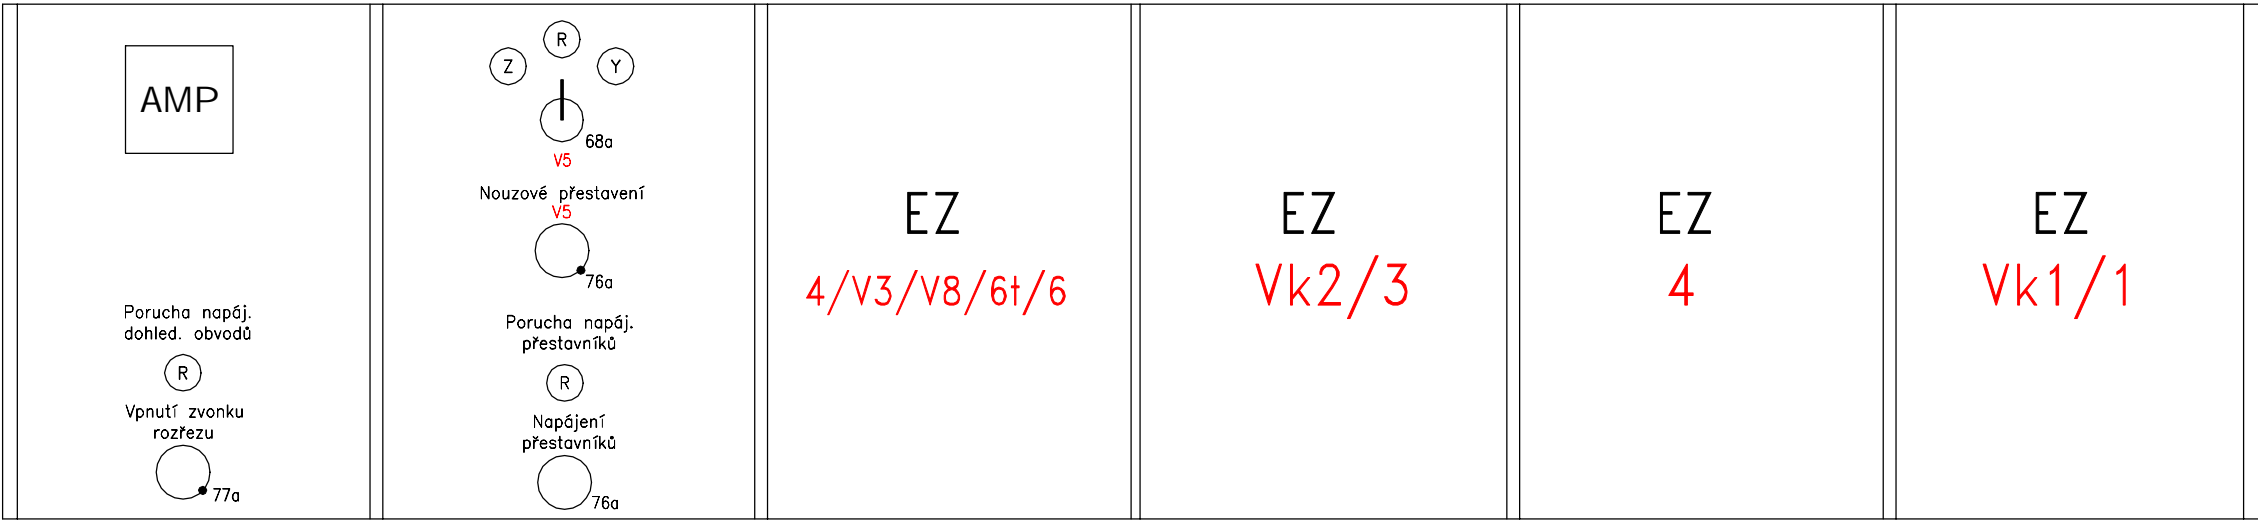 AMP
Porucha napáj.
dohled. obvodů
R
Vpnutí zvonku
rozřezu
77a
R
Z
Y
68a
V5
Nouzové přestavení
V5
76a
Porucha napáj.
přestavníků
R
Napájení
přestavníků
76a
EZ
4/V3/V8/6t/6
EZ
Vk2/3
EZ
4
EZ
Vk1/1